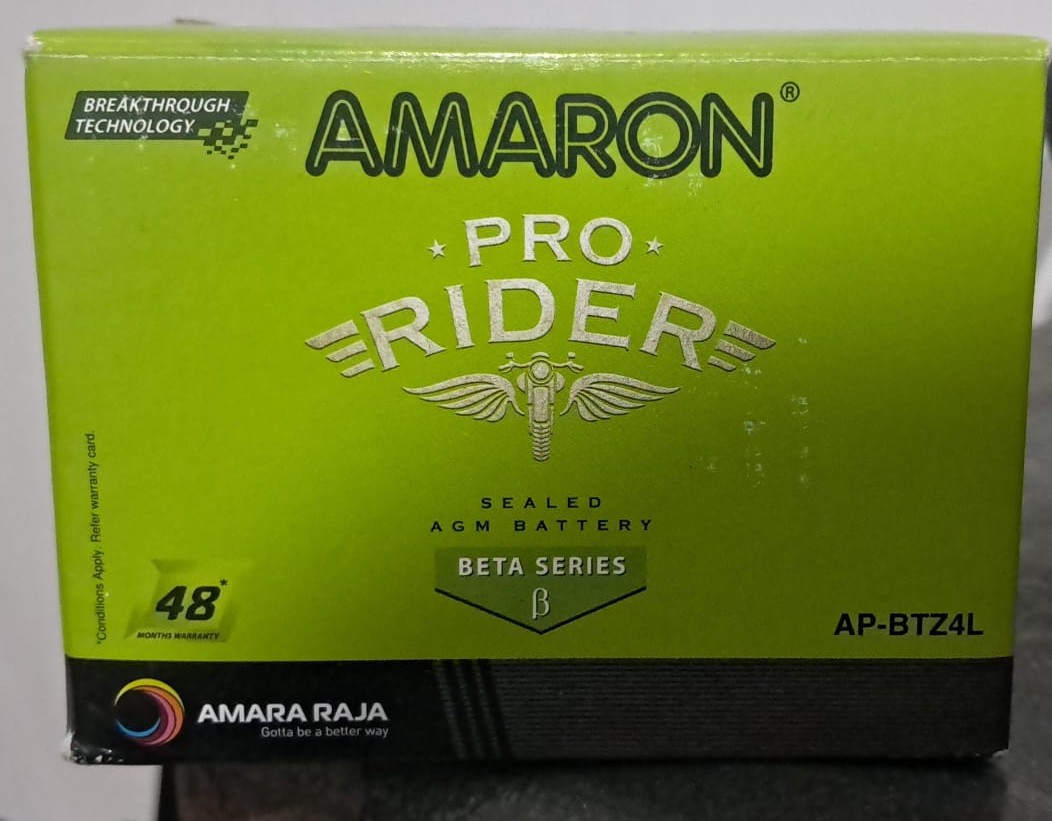 BREAKTHROUGH
TECHNOLOGY
AMARON®
PRO
RIDER
SEALED
AGM BATTERY
BETA SERIES
β
*Conditions Apply. Refer warranty card.
48*
MONTHS WARRANTY
AP-BTZ4L
AMARA RAJA
Gotta be a better way